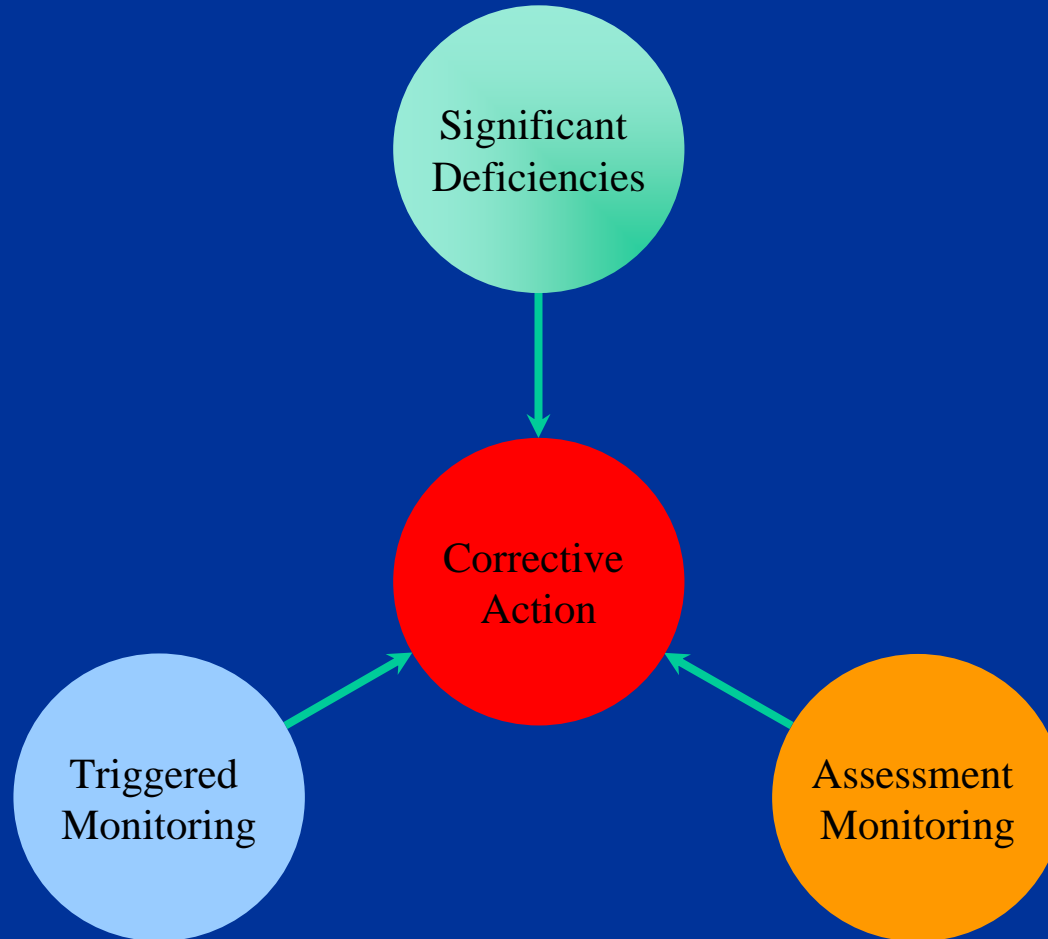 Significant
Deficiencies
Corrective
Action
Triggered
Monitoring
Assessment
Monitoring